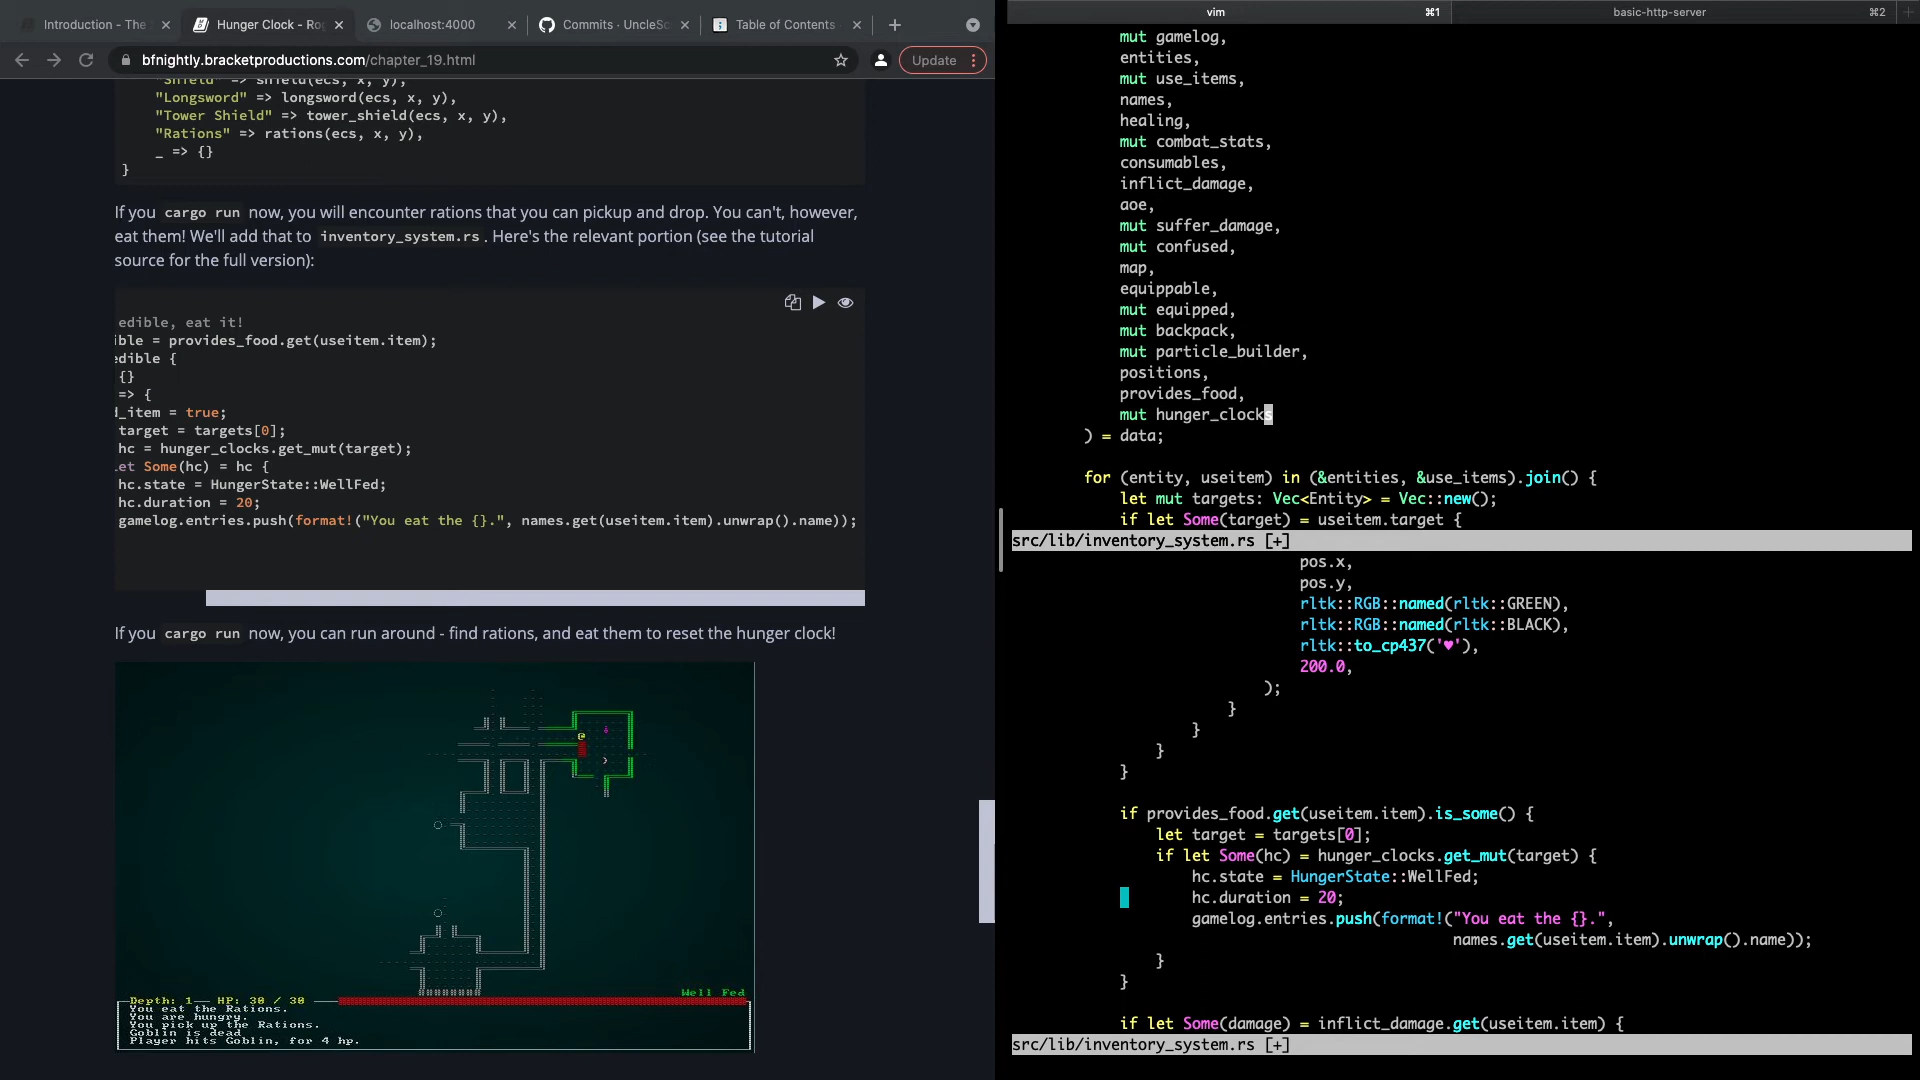 Introduction - The
Hunger Clock - Ro
localhost:4000
Commits · UncleSc
Table of Contents
bfnightly.bracketproductions.com/chapter_19.html
Update
"Shield" => shield(ecs, x, y),
"Longsword" => longsword(ecs, x, y),
"Tower Shield" => tower_shield(ecs, x, y),
"Rations" => rations(ecs, x, y),
_ => {}
}
If you cargo run now, you will encounter rations that you can pickup and drop. You can't, however,
eat them! We'll add that to inventory_system.rs. Here's the relevant portion (see the tutorial
source for the full version):
edible, eat it!
ible = provides_food.get(useitem.item);
edible {
{}
=> {
d_item = true;
target = targets[0];
hc = hunger_clocks.get_mut(target);
let Some(hc) = hc {
hc.state = HungerState::WellFed;
hc.duration = 20;
gamelog.entries.push(format!("You eat the {}.", names.get(useitem.item).unwrap().name));
If you cargo run now, you can run around - find rations, and eat them to reset the hunger clock!
Well Fed
Depth: 1 HP: 30 / 30
You eat the Rations.
You are hungry.
You pick up the Rations.
Goblin is dead
Player hits Goblin, for 4 hp.
vim ⌘1
basic-http-server ⌘2
mut gamelog,
entities,
mut use_items,
names,
healing,
mut combat_stats,
consumables,
inflict_damage,
aoe,
mut suffer_damage,
mut confused,
map,
equippable,
mut equipped,
mut backpack,
mut particle_builder,
positions,
provides_food,
mut hunger_clocks
) = data;
for (entity, useitem) in (&entities, &use_items).join() {
let mut targets: Vec<Entity> = Vec::new();
if let Some(target) = useitem.target {
src/lib/inventory_system.rs [+]
pos.x,
pos.y,
rltk::RGB::named(rltk::GREEN),
rltk::RGB::named(rltk::BLACK),
rltk::to_cp437('♥'),
200.0,
);
}
}
}
}
if provides_food.get(useitem.item).is_some() {
let target = targets[0];
if let Some(hc) = hunger_clocks.get_mut(target) {
hc.state = HungerState::WellFed;
hc.duration = 20;
gamelog.entries.push(format!("You eat the {}.",
names.get(useitem.item).unwrap().name));
}
}
if let Some(damage) = inflict_damage.get(useitem.item) {
src/lib/inventory_system.rs [+]